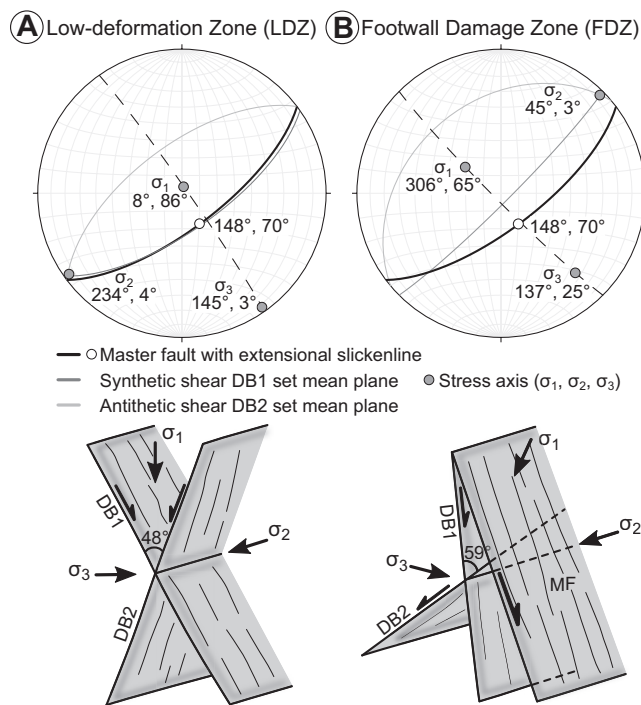 A Low-deformation Zone (LDZ)
B Footwall Damage Zone (FDZ)
σ1
8°, 86°
148°, 70°
σ2
234°, 4°
σ3
145°, 3°
σ2
45°, 3°
σ1
306°, 65°
148°, 70°
σ3
137°, 25°
Master fault with extensional slickenline
Synthetic shear DB1 set mean plane
Stress axis (σ1, σ2, σ3)
Antithetic shear DB2 set mean plane
σ1
DB1
48°
σ2
σ3
DB2
σ1
DB1
σ2
σ3
59°
MF
DB2